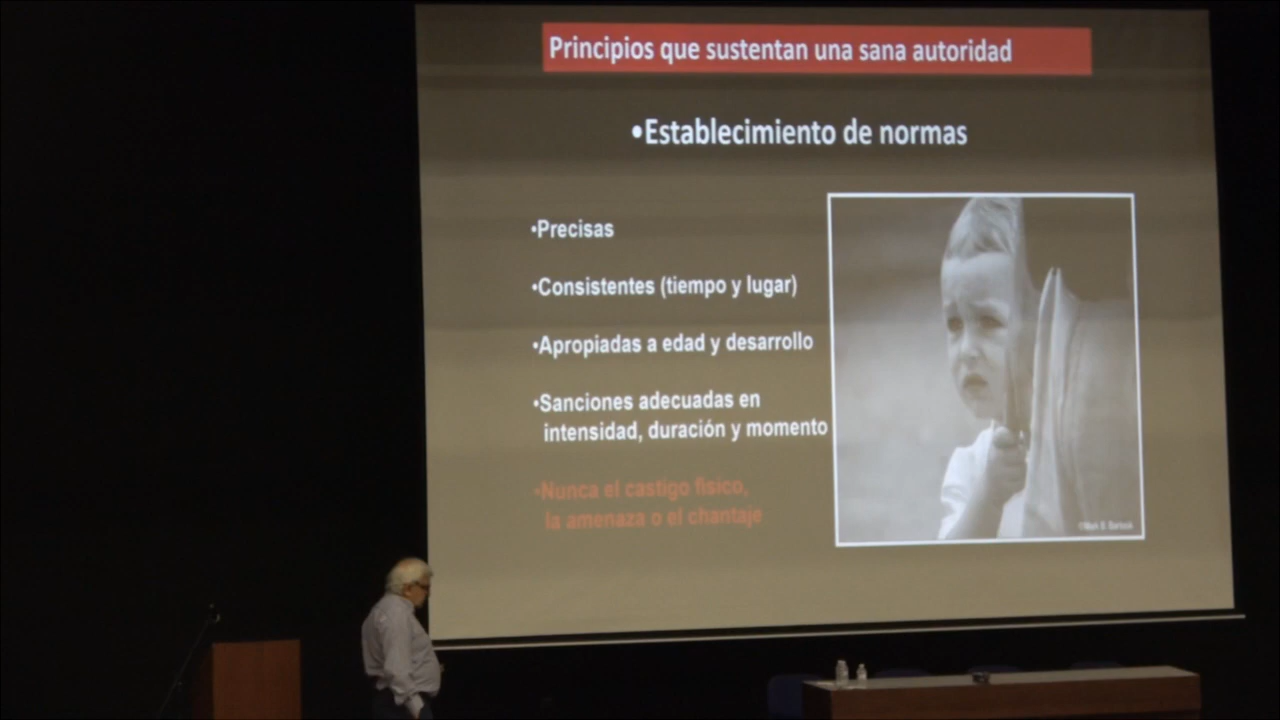 Principios que sustentan una sana autoridad
•Establecimiento de normas
•Precisas
•Consistentes (tiempo y lugar)
•Apropiadas a edad y desarrollo
•Sanciones adecuadas en
intensidad, duración y momento
•Nunca el castigo físico,
la amenaza o el chantaje